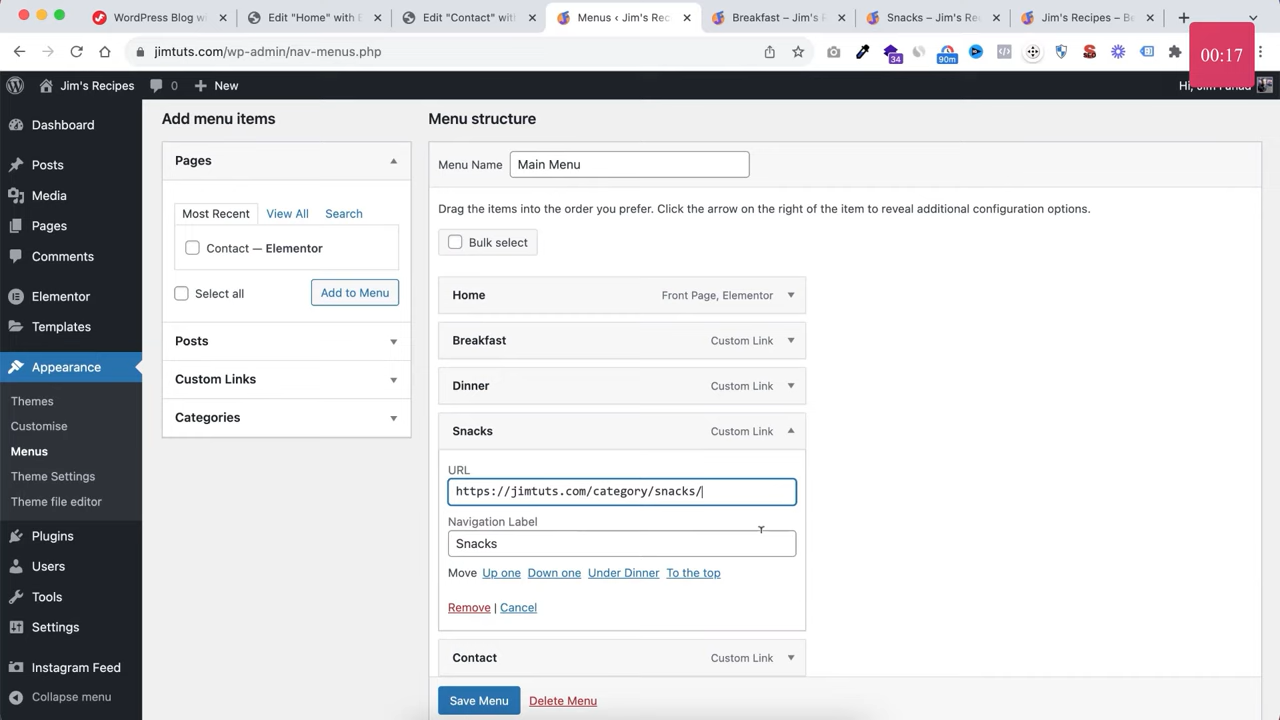 WordPress Blog wi
Edit "Home" with E
Edit "Contact" with
Menus ‹ Jim's Rec
Breakfast – Jim's R
Snacks – Jim's Re
Jim's Recipes – Be
jimtuts.com/wp-admin/nav-menus.php
34
90m
00:17
Jim's Recipes
0
New
Hi,
Dashboard
Posts
Media
Pages
Comments
Elementor
Templates
Appearance
Themes
Customise
Menus
Theme Settings
Theme file editor
Plugins
Users
Tools
Settings
Instagram Feed
Collapse menu
Add menu items
Pages
Most Recent
View All
Search
Contact — Elementor
Select all
Add to Menu
Posts
Custom Links
Categories
Menu structure
Menu Name
Main Menu
Drag the items into the order you prefer. Click the arrow on the right of the item to reveal additional configuration options.
Bulk select
Home
Front Page, Elementor
Breakfast
Custom Link
Dinner
Custom Link
Snacks
Custom Link
URL
https://jimtuts.com/category/snacks/
Navigation Label
Snacks
Move Up one Down one Under Dinner To the top
Remove | Cancel
Contact
Custom Link
Save Menu
Delete Menu